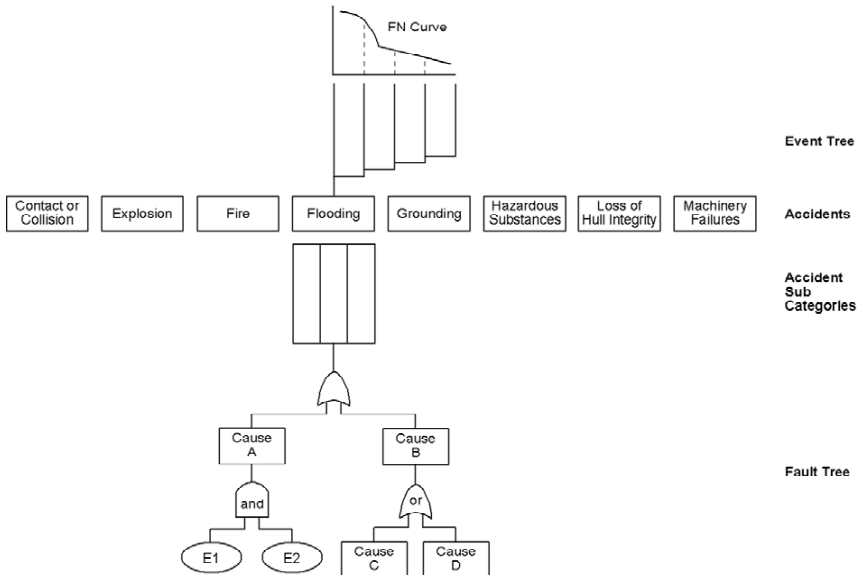 FN Curve
Event Tree
Contact or
Collision
Explosion
Fire
Flooding
Grounding
Hazardous
Substances
Loss of
Hull Integrity
Machinery
Failures
Accidents
Accident
Sub
Categories
Cause
A
Cause
B
Fault Tree
and
or
E1
E2
Cause
C
Cause
D